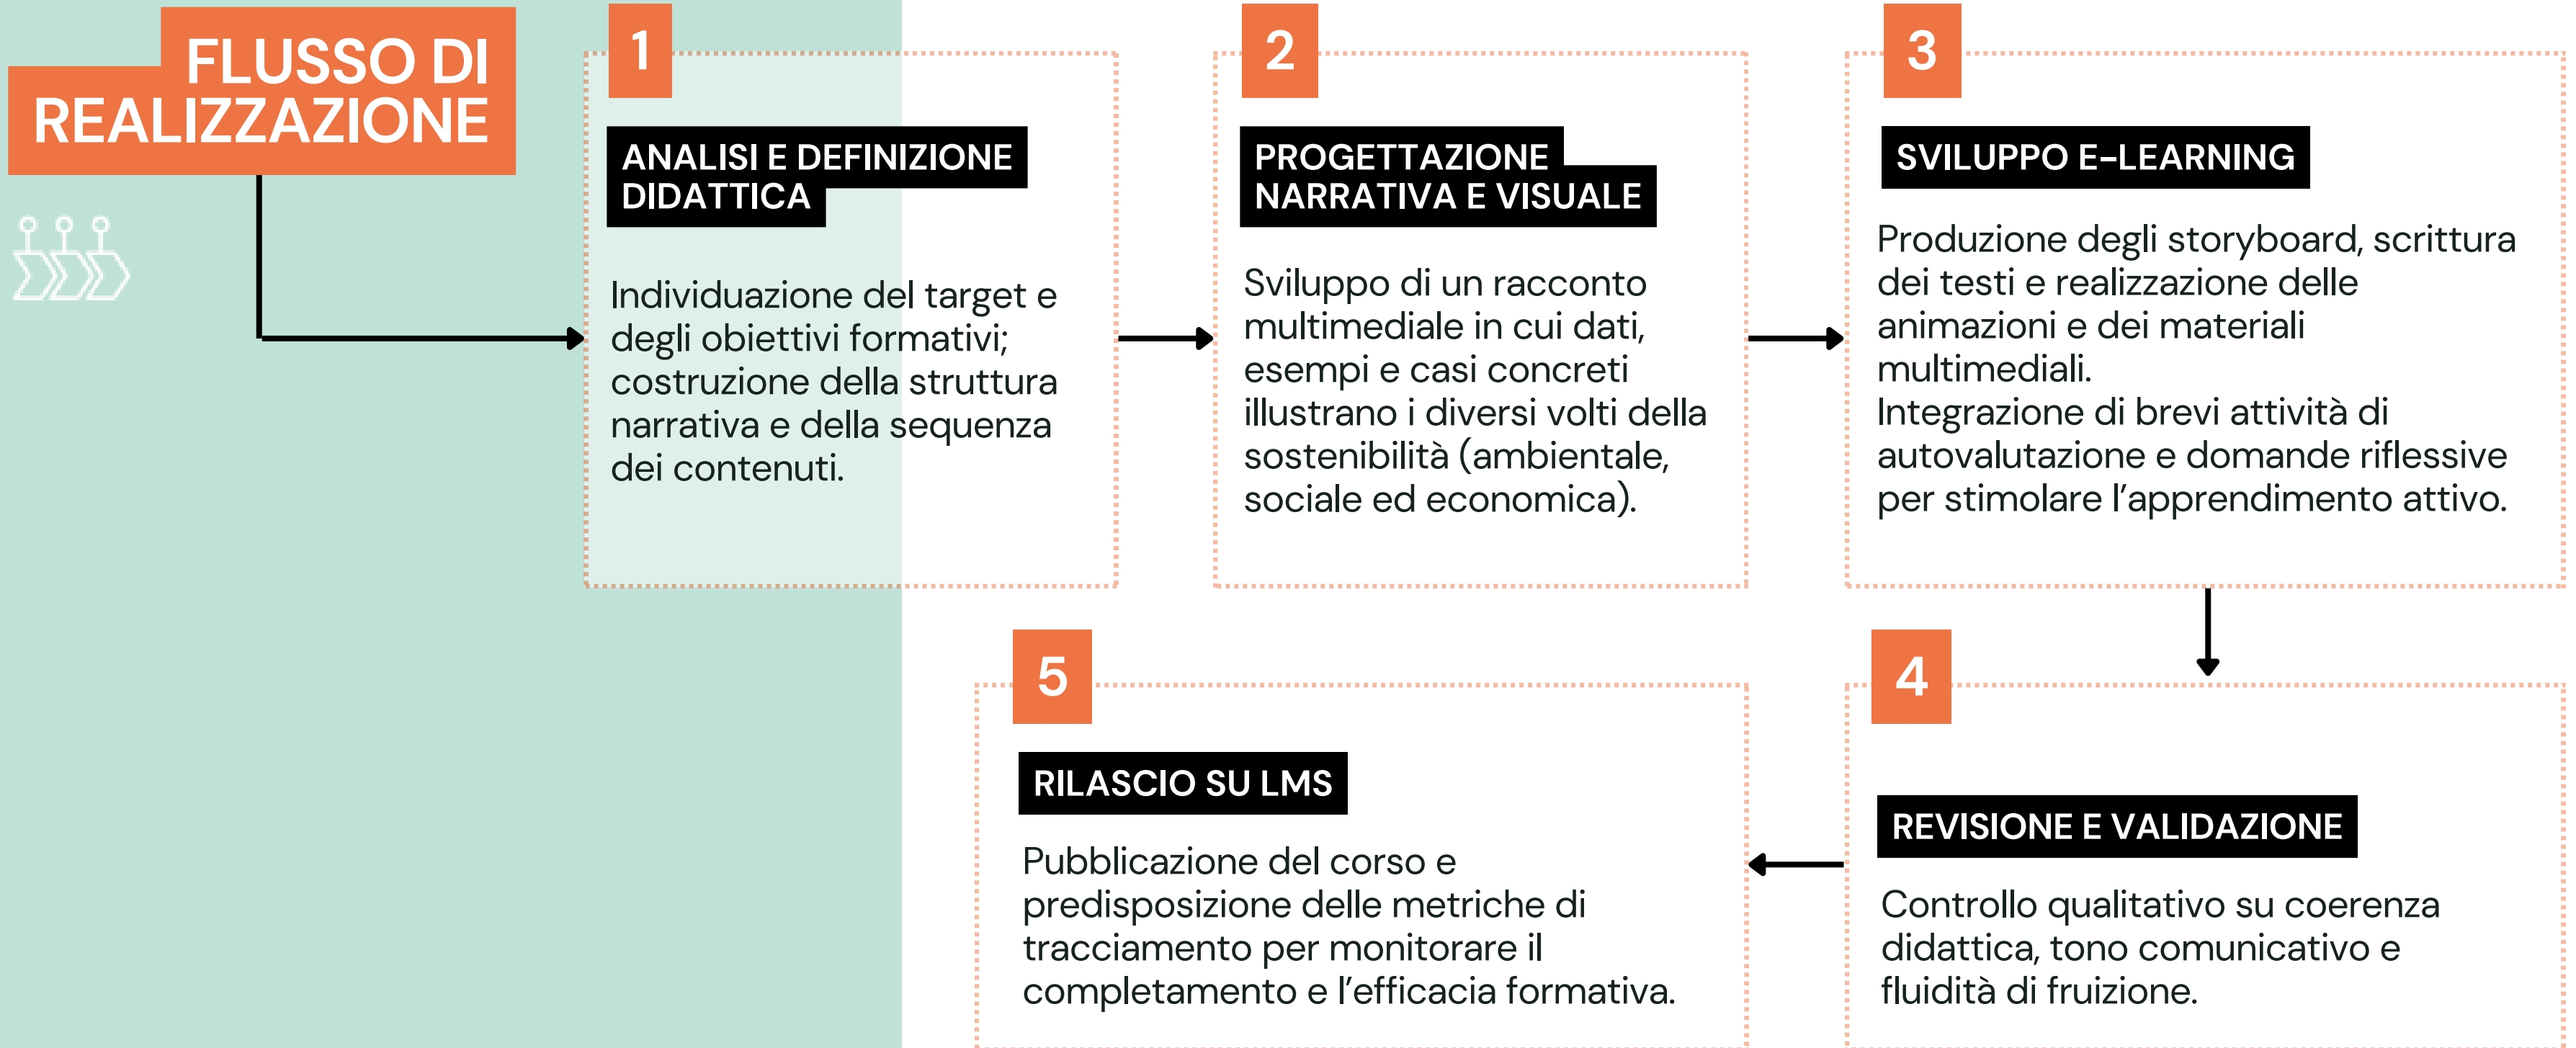 FLUSSO DI
REALIZZAZIONE
1
ANALISI E DEFINIZIONE
DIDATTICA
Individuazione del target e
degli obiettivi formativi;
costruzione della struttura
narrativa e della sequenza
dei contenuti.
2
PROGETTAZIONE
NARRATIVA E VISUALE
Sviluppo di un racconto
multimediale in cui dati,
esempi e casi concreti
illustrano i diversi volti della
sostenibilità (ambientale,
sociale ed economica).
3
SVILUPPO E-LEARNING
Produzione degli storyboard, scrittura
dei testi e realizzazione delle
animazioni e dei materiali
multimediali.
Integrazione di brevi attività di
autovalutazione e domande riflessive
per stimolare l’apprendimento attivo.
4
REVISIONE E VALIDAZIONE
Controllo qualitativo su coerenza
didattica, tono comunicativo e
fluidità di fruizione.
5
RILASCIO SU LMS
Pubblicazione del corso e
predisposizione delle metriche di
tracciamento per monitorare il
completamento e l’efficacia formativa.